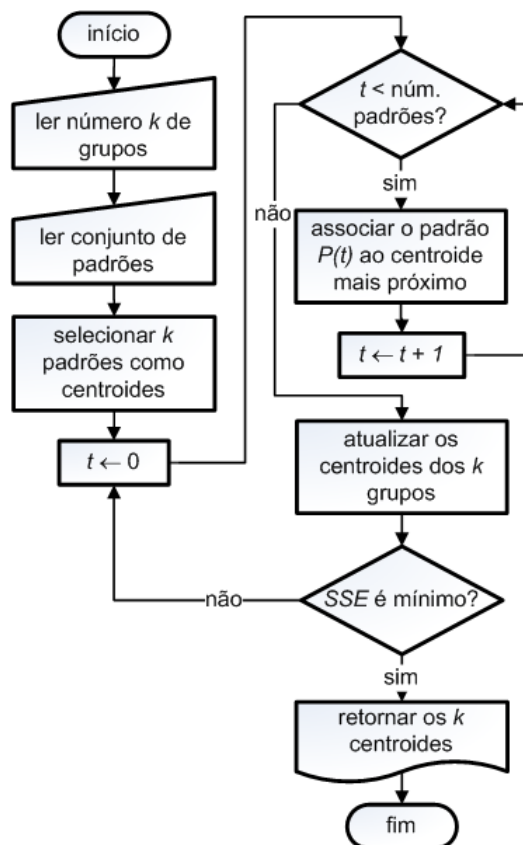 início
ler número k de
grupos
ler conjunto de
padrões
selecionar k
padrões como
centroides
t ← 0
t < núm.
padrões?
sim
não
associar o padrão
P(t) ao centroide
mais próximo
t ← t + 1
atualizar os
centroides dos k
grupos
não
SSE é mínimo?
sim
retornar os k
centroides
fim